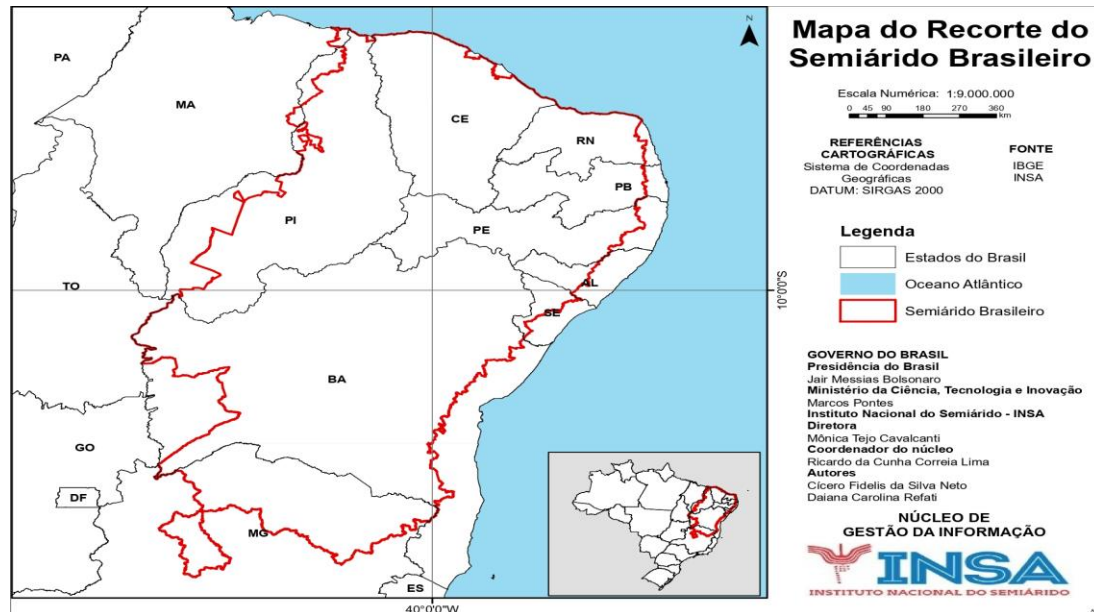 N
PA
MA
CE
RN
PB
PI
PE
TO
AL
SE
BA
GO
DF
MG
ES
10°0'0"S
40°0'0"W
Mapa do Recorte do
Semiárido Brasileiro
Escala Numérica: 1:9.000.000
0 45 90 180 270 360
km
REFERÊNCIAS
CARTOGRÁFICAS
Sistema de Coordenadas
Geográficas
DATUM: SIRGAS 2000
FONTE
IBGE
INSA
Legenda
Estados do Brasil
Oceano Atlântico
Semiárido Brasileiro
GOVERNO DO BRASIL
Presidência do Brasil
Jair Messias Bolsonaro
Ministério da Ciência, Tecnologia e Inovação
Marcos Pontes
Instituto Nacional do Semiárido - INSA
Diretora
Mônica Tejo Cavalcanti
Coordenador do núcleo
Ricardo da Cunha Correia Lima
Autores
Cícero Fidelis da Silva Neto
Daiana Carolina Refati
NÚCLEO DE
GESTÃO DA INFORMAÇÃO
INSA
INSTITUTO NACIONAL DO SEMIÁRIDO